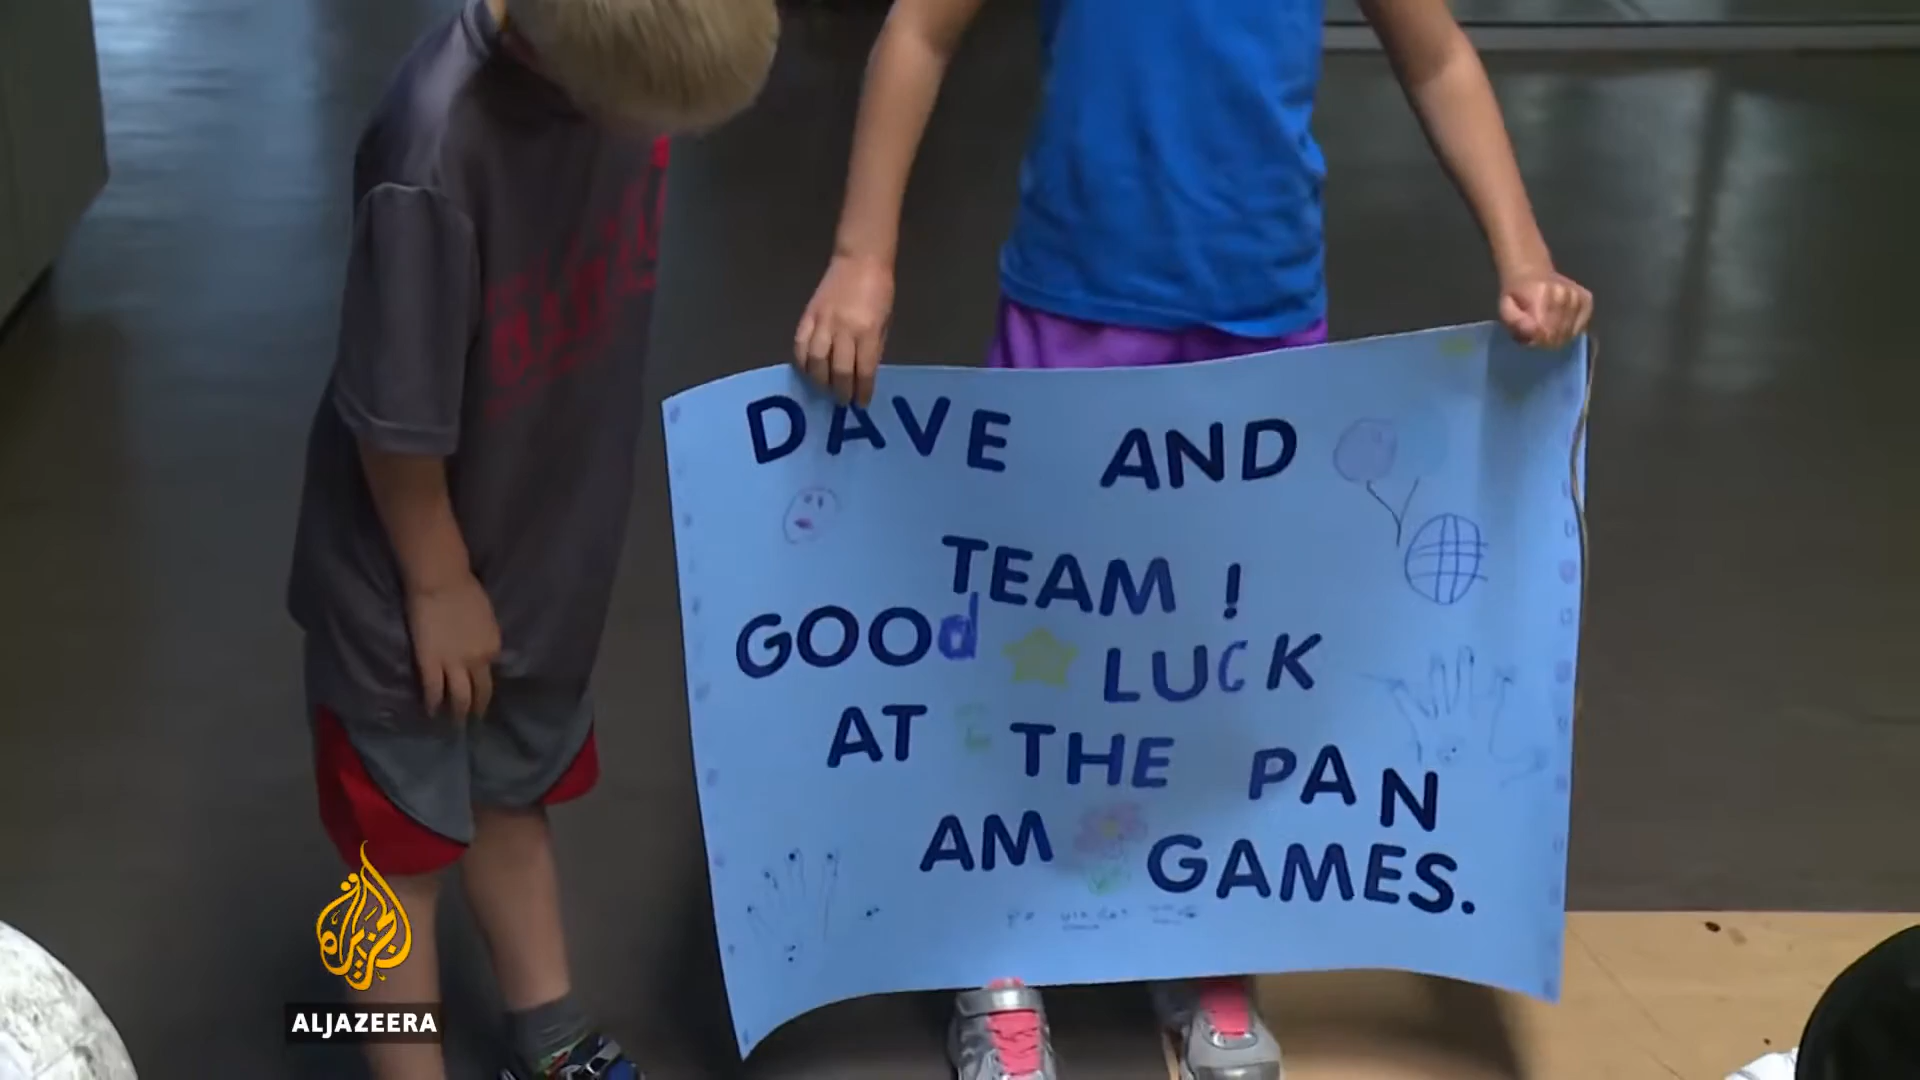 DAVE AND
TEAM!
GOOd LUCK
AT THE PAN
AM GAMES.
ALJAZEERA